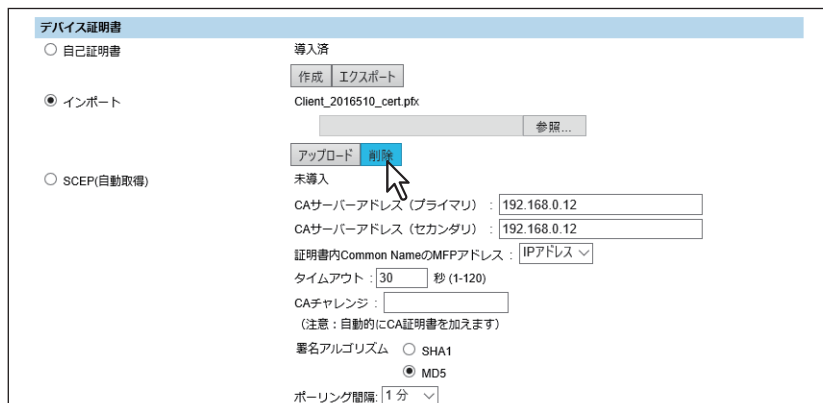 デバイス証明書
自己証明書 導入済
作成 エクスポート
インポート Client_2016510_cert.pfx
参照...
アップロード 削除
SCEP(自動取得) 未導入
CAサーバーアドレス（プライマリ） : 192.168.0.12
CAサーバーアドレス（セカンダリ） : 192.168.0.12
証明書内Common NameのMFPアドレス : IPアドレス
タイムアウト : 30 秒 (1-120)
CAチャレンジ :
（注意：自動的にCA証明書を加えます）
署名アルゴリズム SHA1
MD5
ポーリング間隔: 1 分